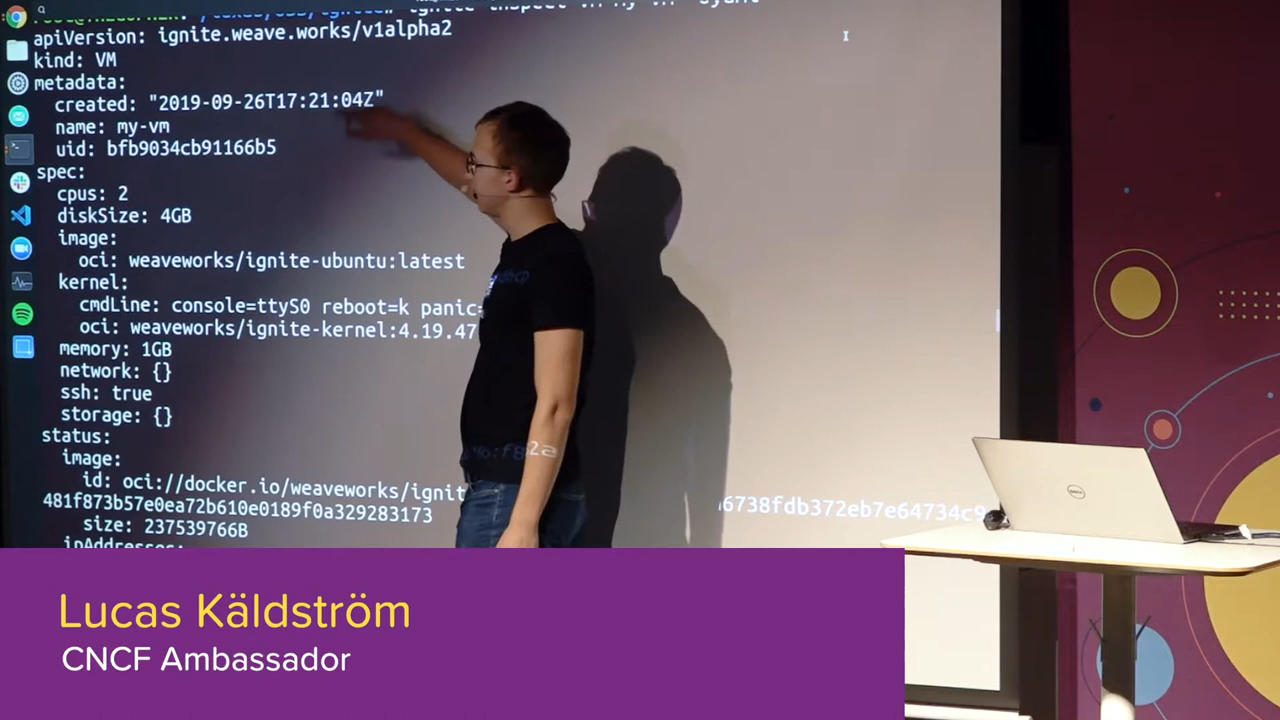 apiVersion: ignite.weave.works/v1alpha2
kind: VM
metadata:
created: "2019-09-26T17:21:04Z"
name: my-vm
uid: bfb9034cb91166b5
spec:
cpus: 2
diskSize: 4GB
image:
oci: weaveworks/ignite-ubuntu:latest
kernel:
cmdLine: console=ttyS0 reboot=k panic=
oci: weaveworks/ignite-kernel:4.19.47
memory: 1GB
network: {}
ssh: true
storage: {}
status:
image:
id: oci://docker.io/weaveworks/ignit 6738fdb372eb7e64734c9
481f873b57e0ea72b610e0189f0a329283173
size: 237539766B
ipAddresses:
DELL
Lucas Käldström
CNCF Ambassador